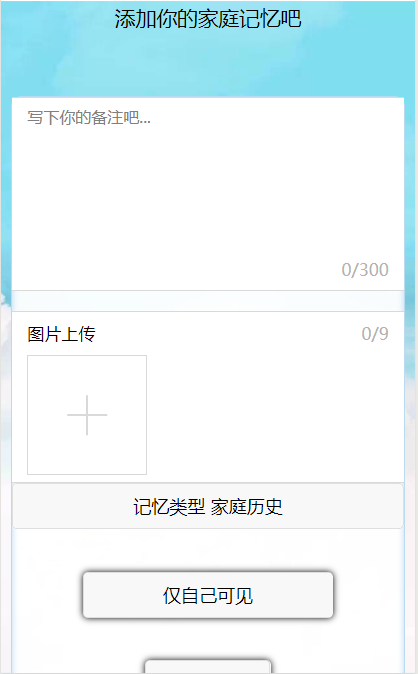 添加你的家庭记忆吧
写下你的备注吧...
0/300
图片上传 0/9
记忆类型 家庭历史
仅自己可见